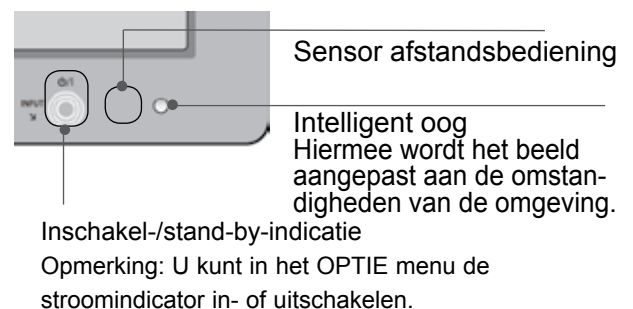 Sensor afstandsbediening
⏻/I
INPUT
Intelligent oog
Hiermee wordt het beeld
aangepast aan de omstan-
digheden van de omgeving.
Inschakel-/stand-by-indicatie
Opmerking: U kunt in het OPTIE menu de
stroomindicator in- of uitschakelen.